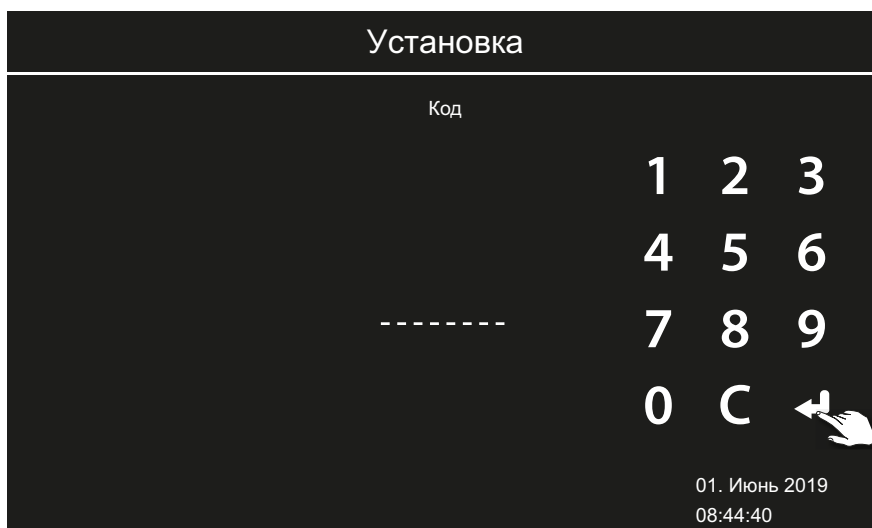 Установка
Код
1 2 3
4 5 6
--------
7 8 9
0 C
01. Июнь 2019
08:44:40